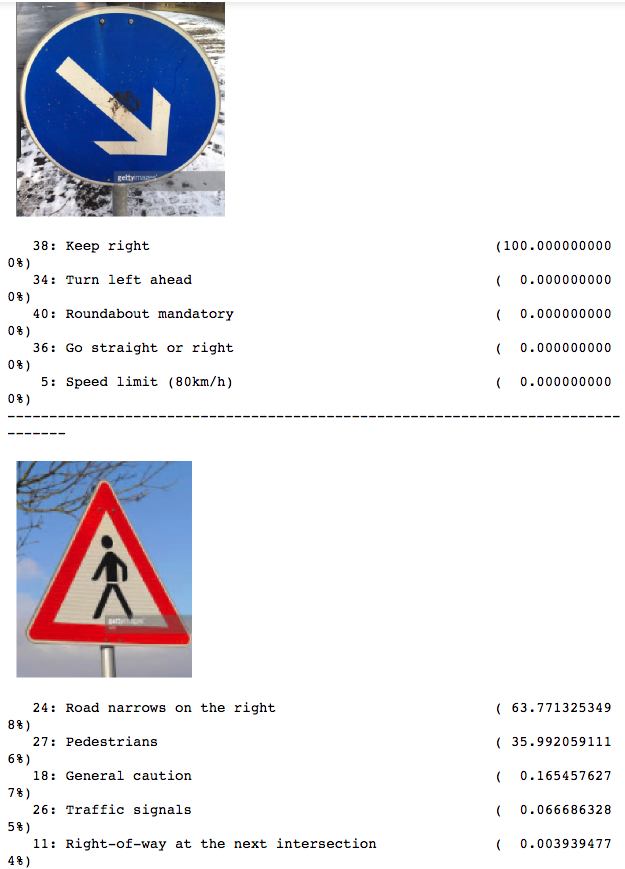 gettyimages
38: Keep right (100.000000000
0%)
34: Turn left ahead ( 0.000000000
0%)
40: Roundabout mandatory ( 0.000000000
0%)
36: Go straight or right ( 0.000000000
0%)
5: Speed limit (80km/h) ( 0.000000000
0%)
--------------------------------------------------------------------------
-------
gettyimages
24: Road narrows on the right ( 63.771325349
8%)
27: Pedestrians ( 35.992059111
6%)
18: General caution ( 0.165457627
7%)
26: Traffic signals ( 0.066686328
5%)
11: Right-of-way at the next intersection ( 0.003939477
4%)